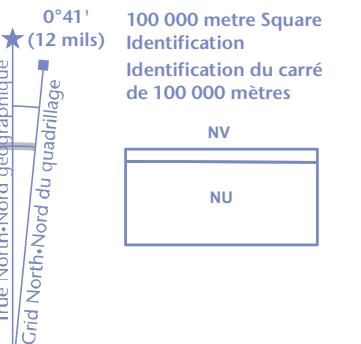 0°41'
(12 mils)
True North•Nord géographique
Grid North•Nord du quadrillage
100 000 metre Square
Identification
Identification du carré
de 100 000 mètres
NV
NU